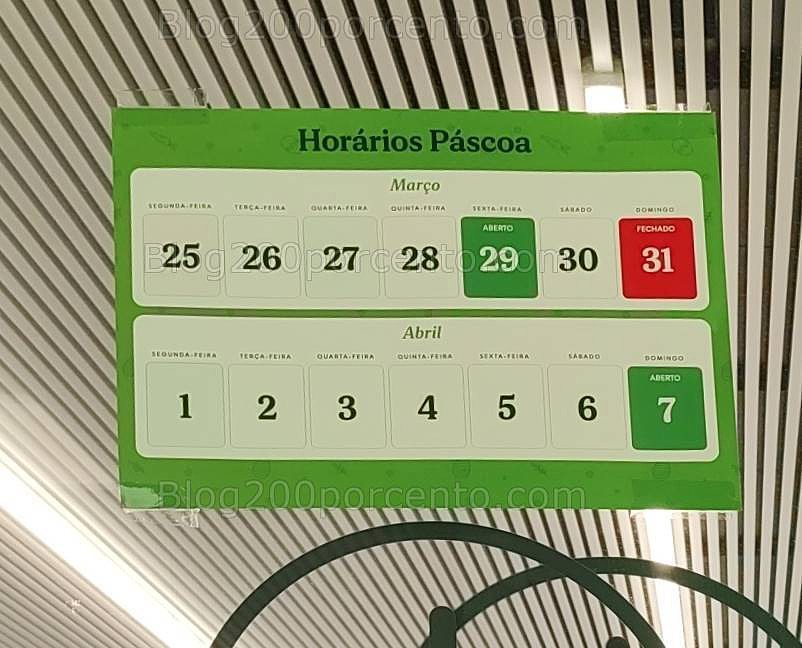 Blog200porcento.com
Horários Páscoa
Março
SEGUNDA-FEIRA TERÇA-FEIRA QUARTA-FEIRA QUINTA-FEIRA SEXTA-FEIRA SÁBADO DOMINGO
ABERTO FECHADO
25 26 27 28 29 30 31
Blog200porcento.com
Abril
SEGUNDA-FEIRA TERÇA-FEIRA QUARTA-FEIRA QUINTA-FEIRA SEXTA-FEIRA SÁBADO DOMINGO
ABERTO
1 2 3 4 5 6 7
Blog200porcento.com
Blog200porcento.com